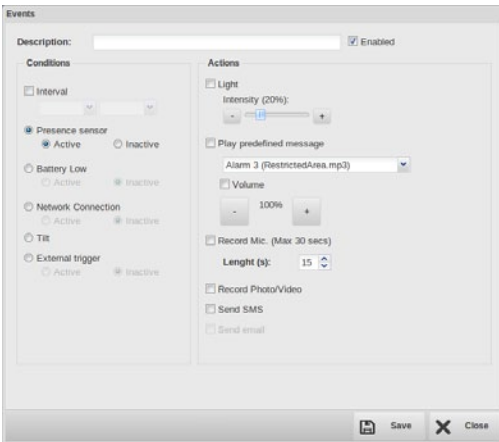 Events
Description:
Enabled
Conditions
Interval
Presence sensor
Active Inactive
Battery Low
Active Inactive
Network Connection
Active Inactive
Tilt
External trigger
Active Inactive
Actions
Light
Intensity (20%):
- +
Play predefined message
Alarm 3 (RestrictedArea.mp3)
Volume
- 100% +
Record Mic. (Max 30 secs)
Lenght (s): 15
Record Photo/Video
Send SMS
Send email
Save Close